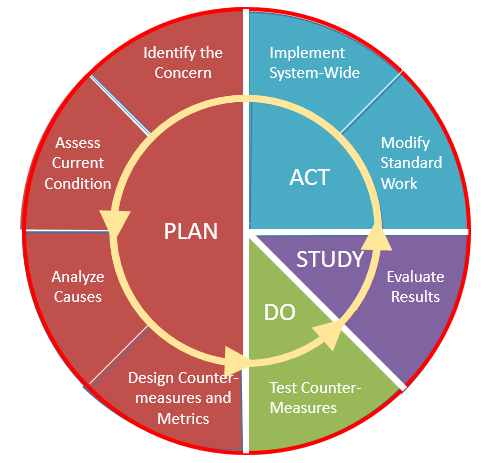 Identify the
Concern
Implement
System-Wide
Assess
Current
Condition
Modify
Standard
Work
ACT
PLAN
STUDY
Analyze
Causes
Evaluate
Results
DO
Design Counter-
measures and
Metrics
Test Counter-
Measures